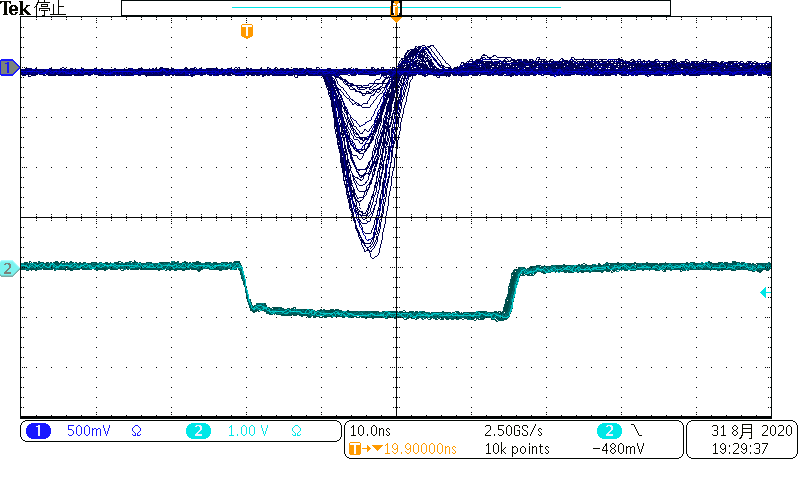 Tek 停止
T
1
2
1 500mV Ω 2 1.00 V Ω
10.0ns 2.50GS/s 2 -480mV
T→▼19.90000ns 10k points
31 8月 2020
19:29:37